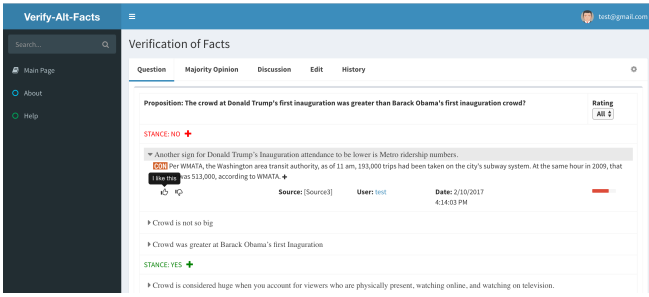 Verify-Alt-Facts
test@gmail.com
Search...
Verification of Facts
Main Page
About
Help
Question Majority Opinion Discussion Edit History
Proposition: The crowd at Donald Trump's first inauguration was greater than Barack Obama's first inauguration crowd?
Rating
All
STANCE: NO +
Another sign for Donald Trump's Inauguration attendance to be lower is Metro ridership numbers.
CON Per WMATA, the Washington area transit authority, as of 11 am, 193,000 trips had been taken on the city's subway system. At the same hour in 2009, that
was 513,000, according to WMATA. +
I like this
Source: [Source3] User: test Date: 2/10/2017
4:14:03 PM
Crowd is not so big
Crowd was greater at Barack Obama's first Inaguration
STANCE: YES +
Crowd is considered huge when you account for viewers who are physically present, watching online, and watching on television.